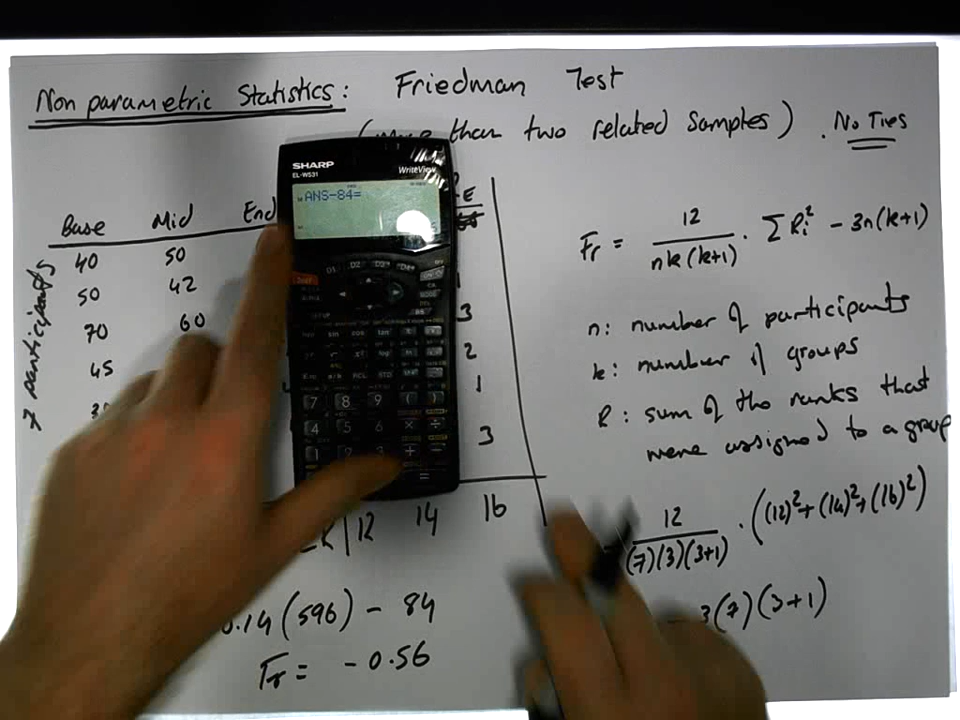 Non parametric Statistics: Friedman Test
(More than two related samples). No Ties
SHARP
EL-W531 WriteView
ANS-84=
Base Mid End
7 participants
40 50
50 42
70 60
45
1
3
2
1
3
12 14 16
Fr = 12 / nk(k+1) · ∑ Ri² - 3n(k+1)
n: number of participants
k: number of groups
R: sum of the ranks that
were assigned to a group
12 / (7)(3)(3+1) · ((12)²+(14)²+(16)²)
- 3(7)(3+1)
0.14(596) - 84
Fr = -0.56